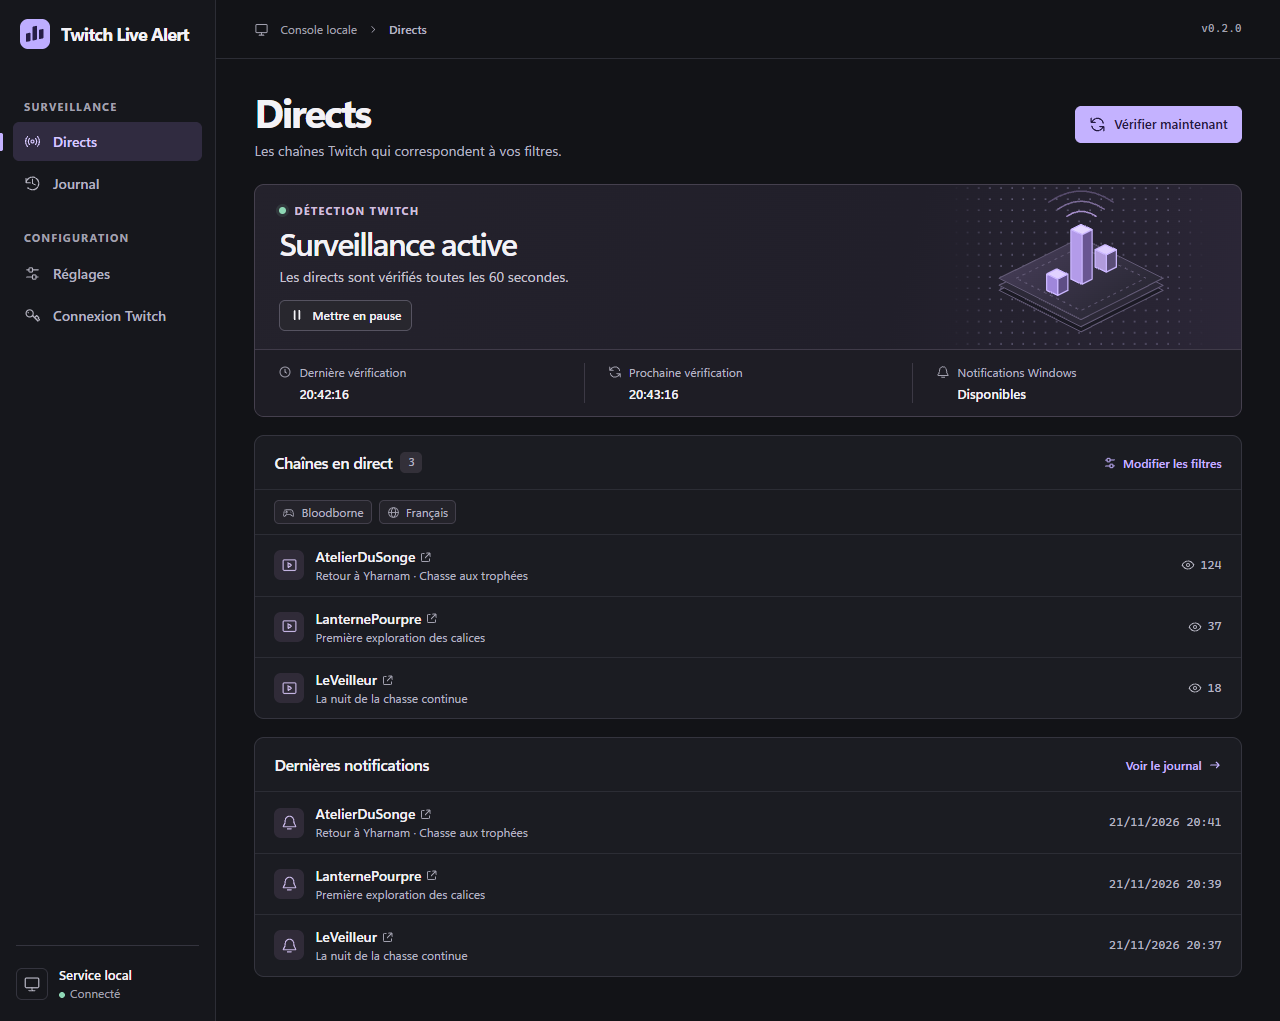 Twitch Live Alert
Console locale
Directs
v0.2.0
SURVEILLANCE
Directs
Journal
CONFIGURATION
Réglages
Connexion Twitch
Service local
Connecté
Directs
Les chaînes Twitch qui correspondent à vos filtres.
Vérifier maintenant
DÉTECTION TWITCH
Surveillance active
Les directs sont vérifiés toutes les 60 secondes.
Mettre en pause
Dernière vérification
20:42:16
Prochaine vérification
20:43:16
Notifications Windows
Disponibles
Chaînes en direct 3
Modifier les filtres
Bloodborne
Français
AtelierDuSonge
Retour à Yharnam · Chasse aux trophées
124
LanternePourpre
Première exploration des calices
37
LeVeilleur
La nuit de la chasse continue
18
Dernières notifications
Voir le journal
AtelierDuSonge
Retour à Yharnam · Chasse aux trophées
21/11/2026 20:41
LanternePourpre
Première exploration des calices
21/11/2026 20:39
LeVeilleur
La nuit de la chasse continue
21/11/2026 20:37